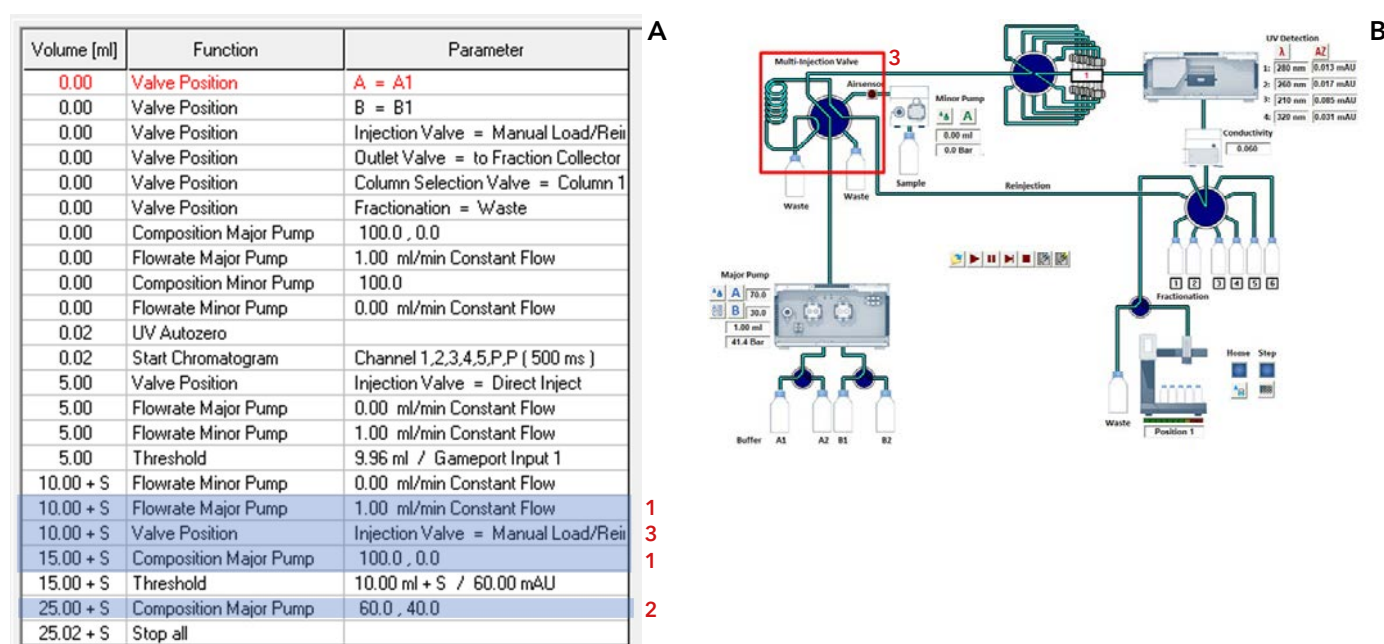 A
Volume [ml] Function Parameter
0.00 Valve Position A = A1
0.00 Valve Position B = B1
0.00 Valve Position Injection Valve = Manual Load/Rei
0.00 Valve Position Outlet Valve = to Fraction Collector
0.00 Valve Position Column Selection Valve = Column 1
0.00 Valve Position Fractionation = Waste
0.00 Composition Major Pump 100.0 , 0.0
0.00 Flowrate Major Pump 1.00 ml/min Constant Flow
0.00 Composition Minor Pump 100.0
0.00 Flowrate Minor Pump 0.00 ml/min Constant Flow
0.02 UV Autozero
0.02 Start Chromatogram Channel 1,2,3,4,5,P,P ( 500 ms )
5.00 Valve Position Injection Valve = Direct Inject
5.00 Flowrate Major Pump 0.00 ml/min Constant Flow
5.00 Flowrate Minor Pump 1.00 ml/min Constant Flow
5.00 Threshold 9.96 ml / Gameport Input 1
10.00 + S Flowrate Minor Pump 0.00 ml/min Constant Flow
10.00 + S Flowrate Major Pump 1.00 ml/min Constant Flow 1
10.00 + S Valve Position Injection Valve = Manual Load/Rei 3
15.00 + S Composition Major Pump 100.0 , 0.0 1
15.00 + S Threshold 10.00 ml + S / 60.00 mAU
25.00 + S Composition Major Pump 60.0 , 40.0 2
25.02 + S Stop all
B
Multi-Injection Valve
3
Airsensor
Waste
Waste
Sample
Minor Pump
A
0.00 ml
0.0 Bar
1
UV Detection
λ AZ
1: 280 nm 0.013 mAU
2: 260 nm 0.017 mAU
3: 210 nm 0.085 mAU
4: 320 nm 0.031 mAU
Conductivity
0.060
Reinjection
1 2 3 4 5 6
Fractionation
Major Pump
A 70.0
B 30.0
1.00 ml
41.4 Bar
Buffer A1 A2 B1 B2
Home Step
Waste
Position 1